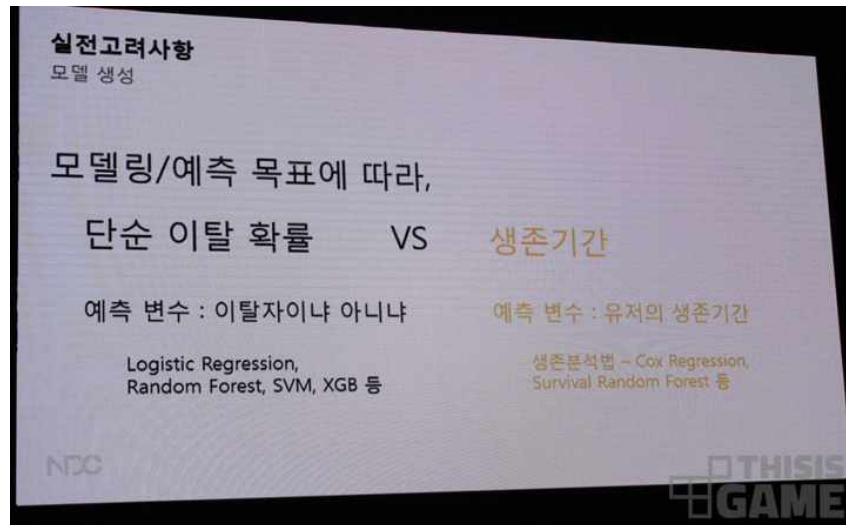 실전고려사항
모델 생성
모델링/예측 목표에 따라,
단순 이탈 확률 VS 생존기간
예측 변수 : 이탈자이냐 아니냐
예측 변수 : 유저의 생존기간
Logistic Regression,
Random Forest, SVM, XGB 등
생존분석법 – Cox Regression,
Survival Random Forest 등
NDC
THISIS
GAME